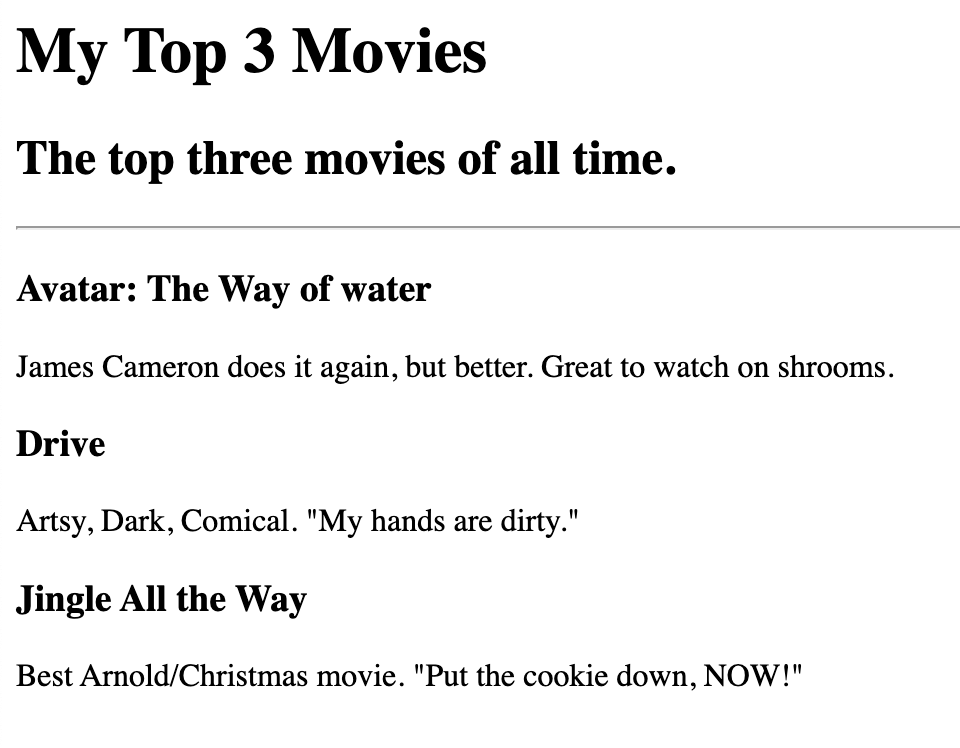 My Top 3 Movies
The top three movies of all time.
Avatar: The Way of water
James Cameron does it again, but better. Great to watch on shrooms.
Drive
Artsy, Dark, Comical. "My hands are dirty."
Jingle All the Way
Best Arnold/Christmas movie. "Put the cookie down, NOW!"